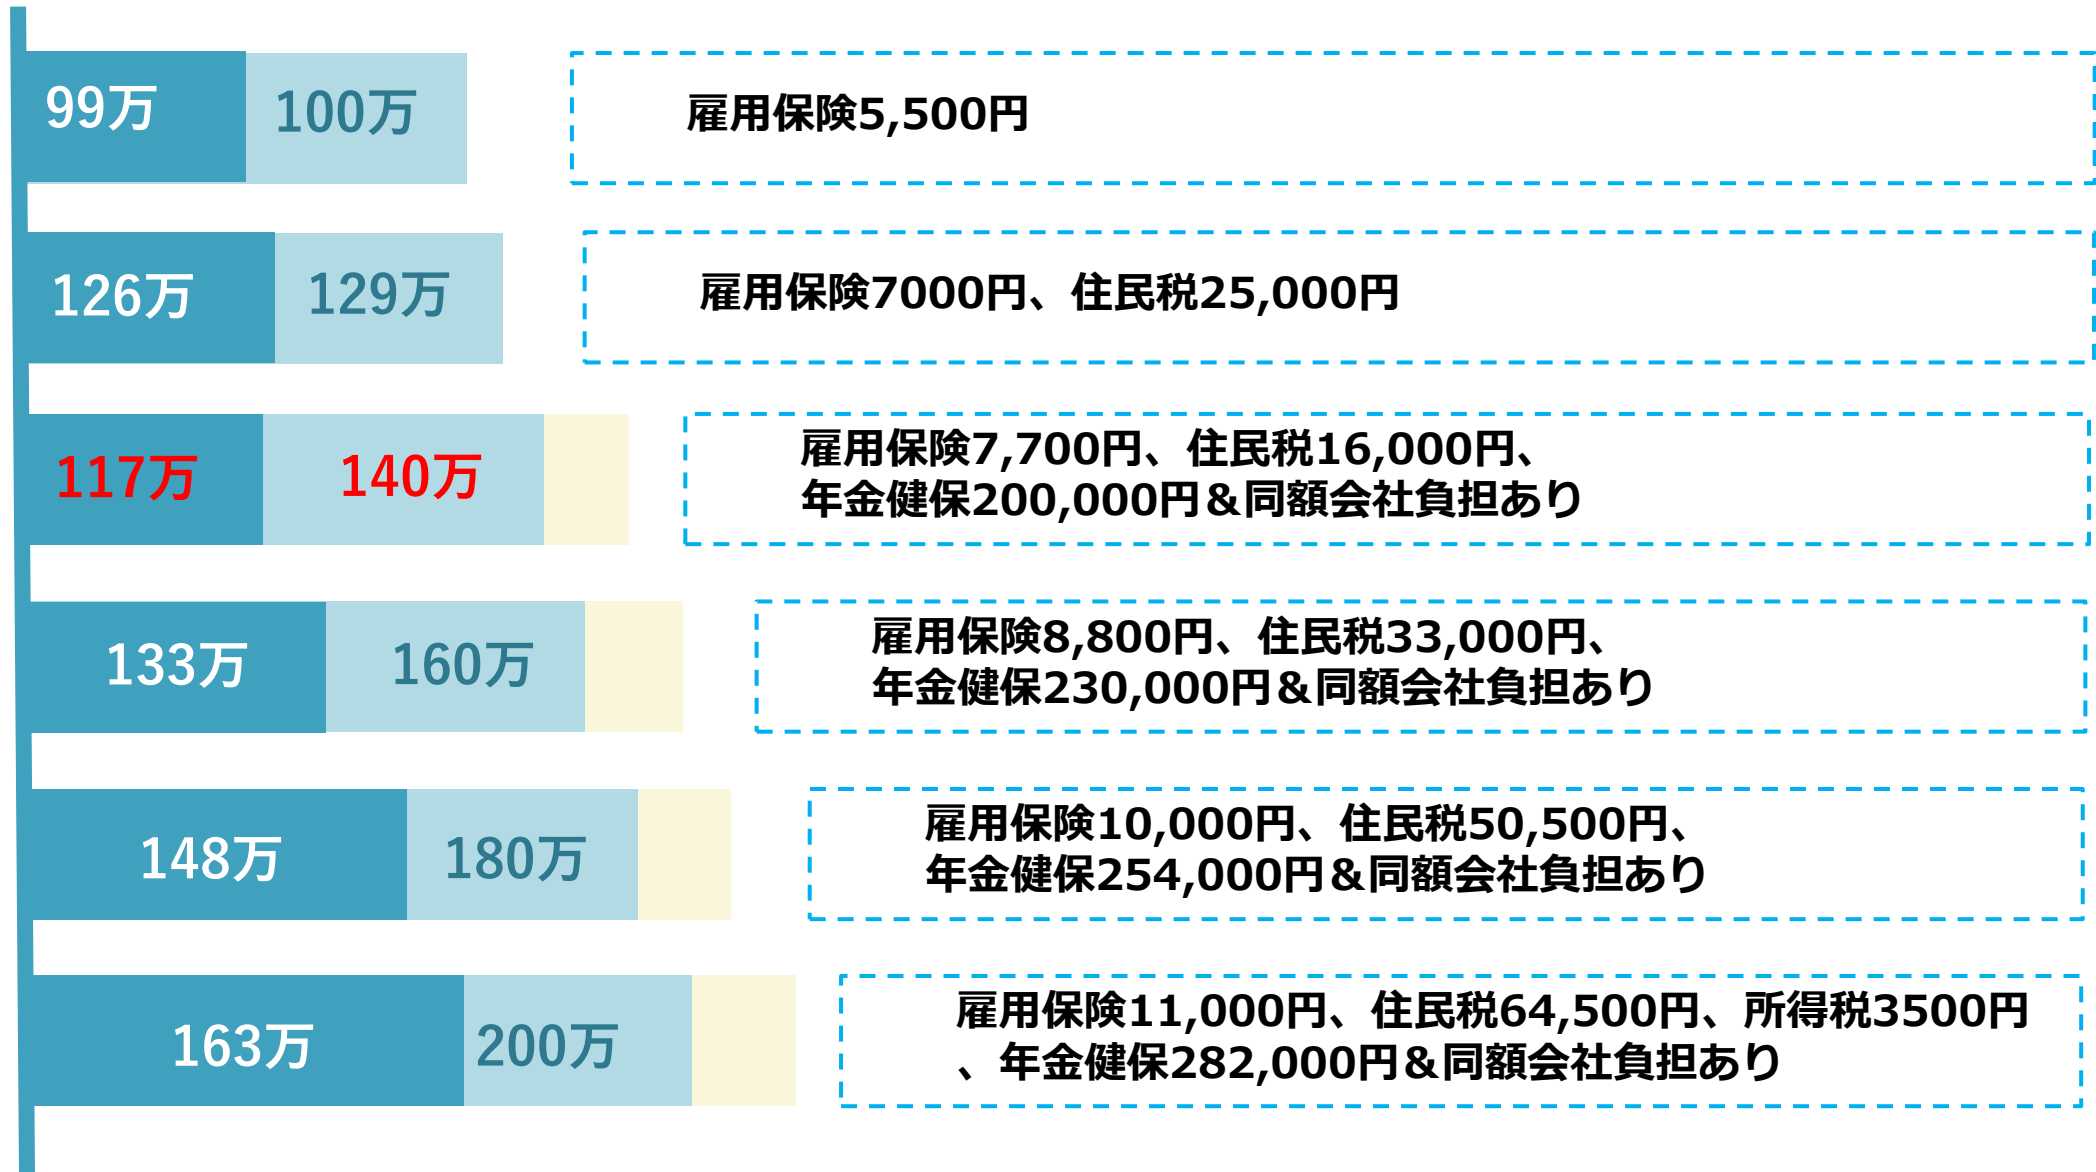 99万 100万 雇用保険5,500円
126万 129万 雇用保険7000円、住民税25,000円
117万 140万 雇用保険7,700円、住民税16,000円、
年金健保200,000円＆同額会社負担あり
133万 160万 雇用保険8,800円、住民税33,000円、
年金健保230,000円＆同額会社負担あり
148万 180万 雇用保険10,000円、住民税50,500円、
年金健保254,000円＆同額会社負担あり
163万 200万 雇用保険11,000円、住民税64,500円、所得税3500円
、年金健保282,000円＆同額会社負担あり